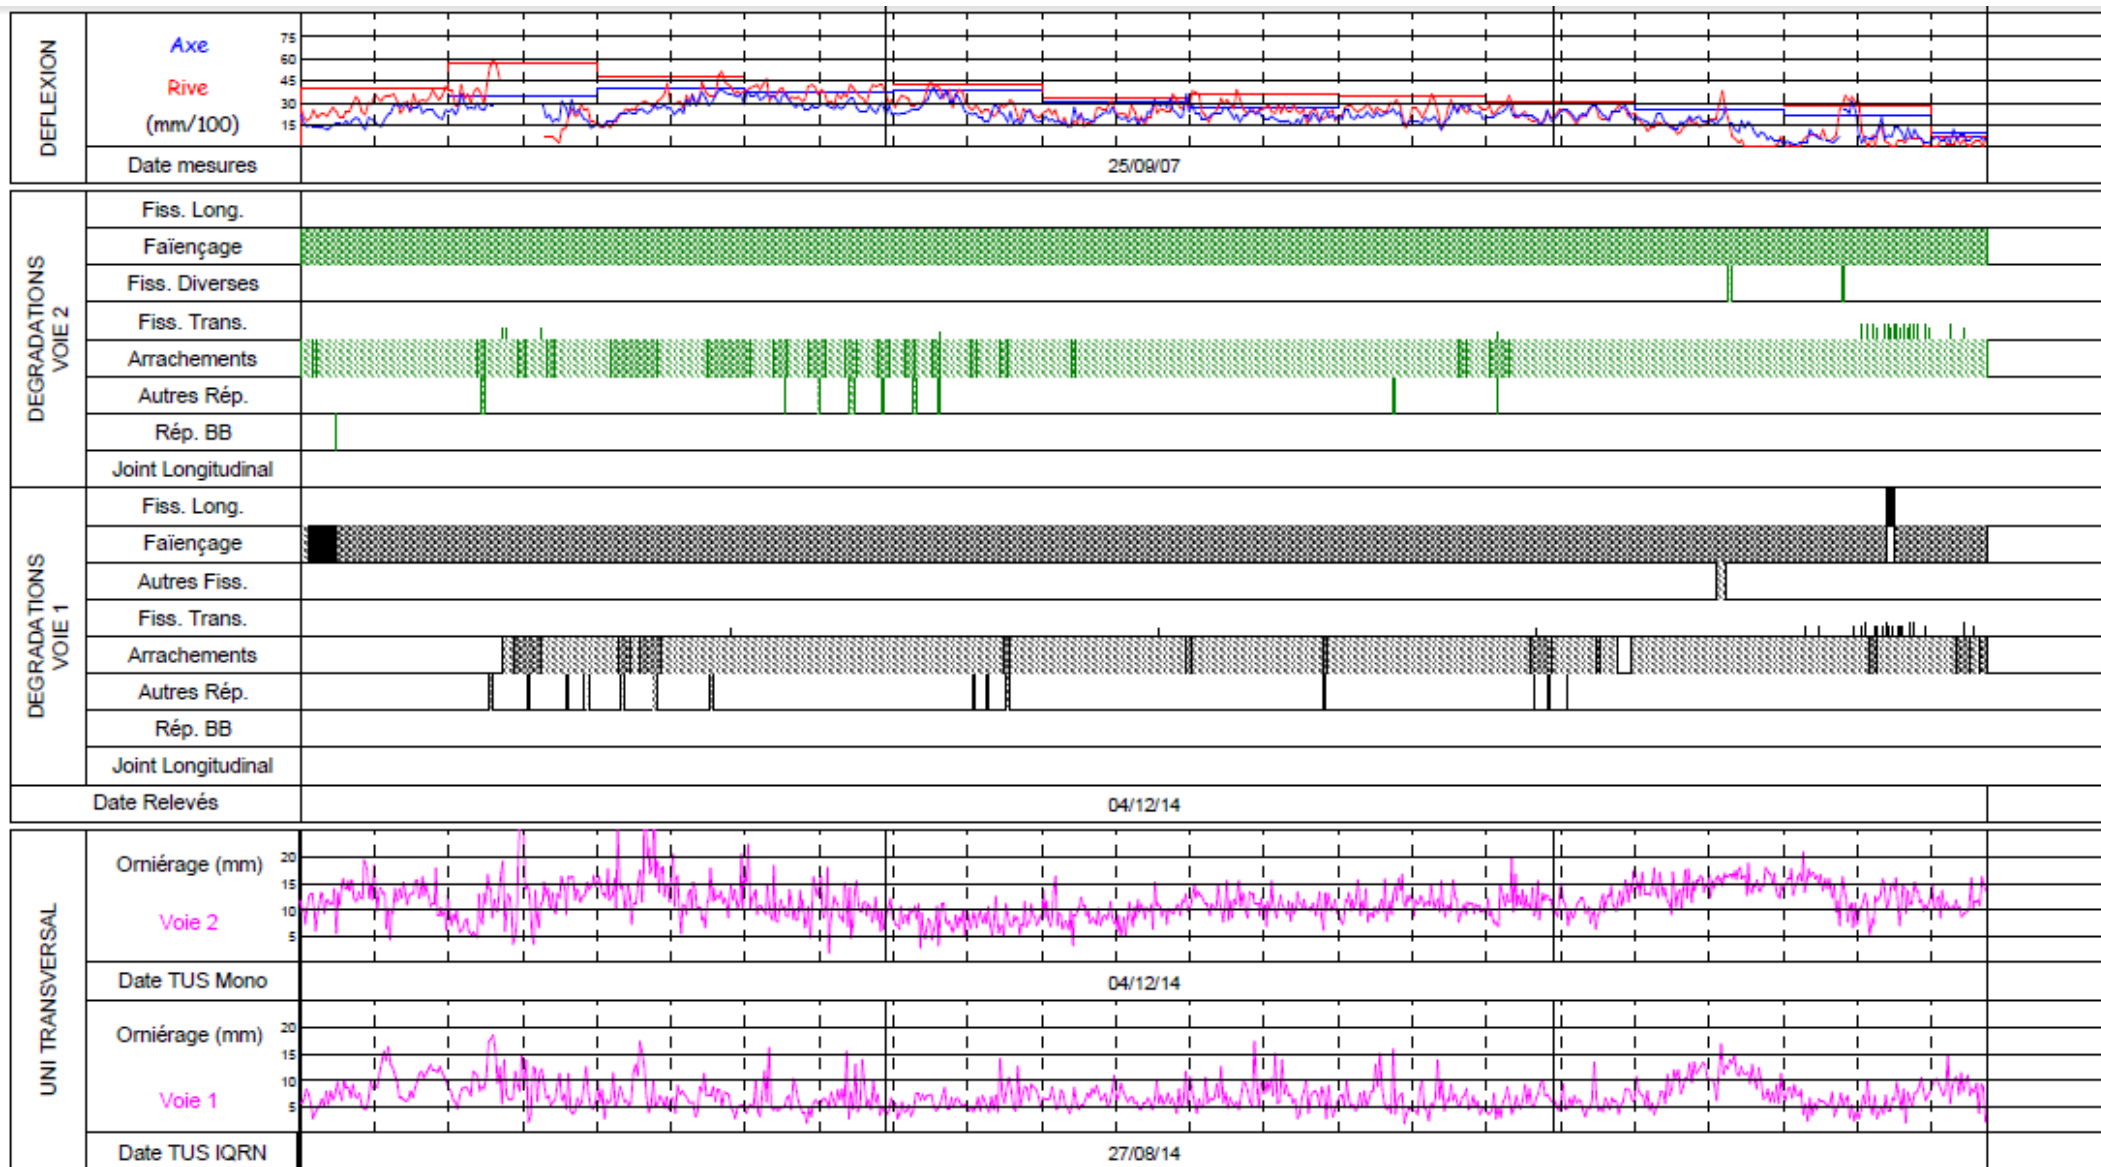 DEFLEXION
Axe
Rive
(mm/100)
75
60
45
30
15
Date mesures
25/09/07
DEGRADATIONS
VOIE 2
Fiss. Long.
Faïençage
Fiss. Diverses
Fiss. Trans.
Arrachements
Autres Rép.
Rép. BB
Joint Longitudinal
DEGRADATIONS
VOIE 1
Fiss. Long.
Faïençage
Autres Fiss.
Fiss. Trans.
Arrachements
Autres Rép.
Rép. BB
Joint Longitudinal
Date Relevés
04/12/14
UNI TRANSVERSAL
Orniérage (mm)
Voie 2
20
15
10
5
Date TUS Mono
04/12/14
Orniérage (mm)
Voie 1
20
15
10
5
Date TUS IQRN
27/08/14